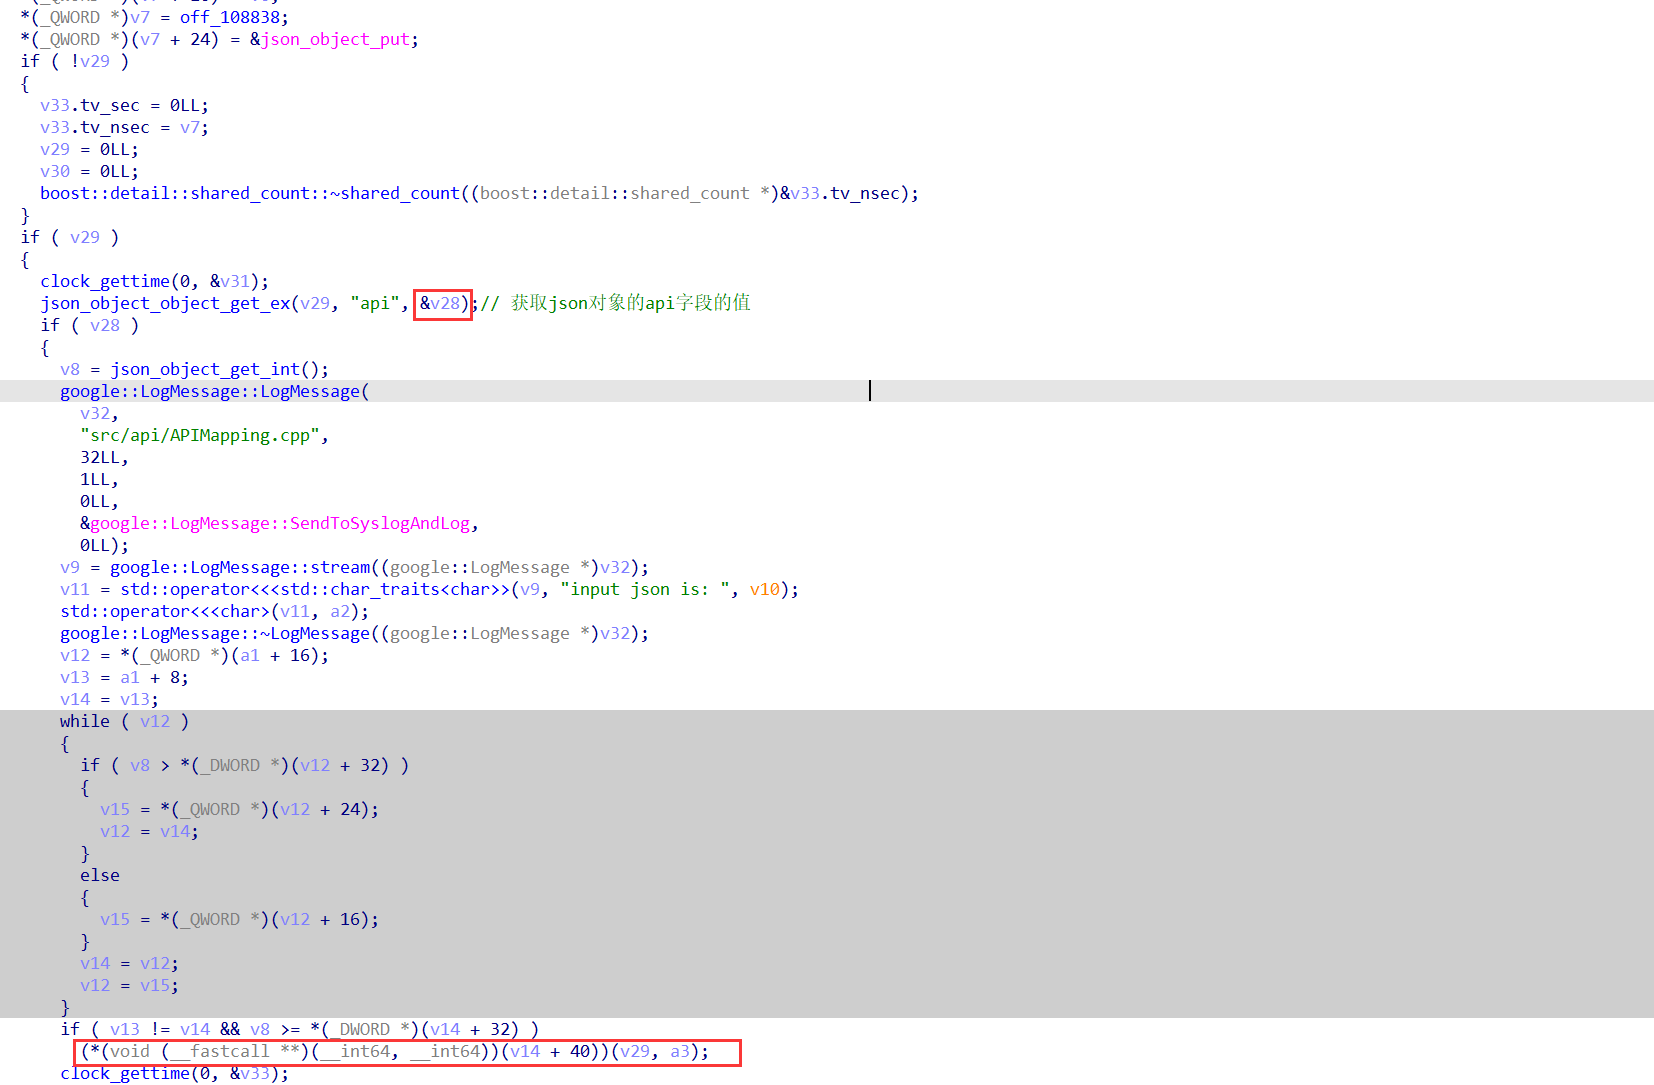 *(_QWORD *)v7 = off_108838;
*(_QWORD *)(v7 + 24) = &json_object_put;
if ( !v29 )
{
v33.tv_sec = 0LL;
v33.tv_nsec = v7;
v29 = 0LL;
v30 = 0LL;
boost::detail::shared_count::~shared_count((boost::detail::shared_count *)&v33.tv_nsec);
}
if ( v29 )
{
clock_gettime(0, &v31);
json_object_object_get_ex(v29, "api", &v28);// 获取json对象的api字段的值
if ( v28 )
{
v8 = json_object_get_int();
google::LogMessage::LogMessage(
v32,
"src/api/APIMapping.cpp",
32LL,
1LL,
0LL,
&google::LogMessage::SendToSyslogAndLog,
0LL);
v9 = google::LogMessage::stream((google::LogMessage *)v32);
v11 = std::operator<<<std::char_traits<char>>(v9, "input json is: ", v10);
std::operator<<<char>(v11, a2);
google::LogMessage::~LogMessage((google::LogMessage *)v32);
v12 = *(_QWORD *)(a1 + 16);
v13 = a1 + 8;
v14 = v13;
while ( v12 )
{
if ( v8 > *(_DWORD *)(v12 + 32) )
{
v15 = *(_QWORD *)(v12 + 24);
v12 = v14;
}
else
{
v15 = *(_QWORD *)(v12 + 16);
}
v14 = v12;
v12 = v15;
}
if ( v13 != v14 && v8 >= *(_DWORD *)(v14 + 32) )
(*(void (__fastcall **)(__int64, __int64))(v14 + 40))(v29, a3);
clock_gettime(0, &v33);